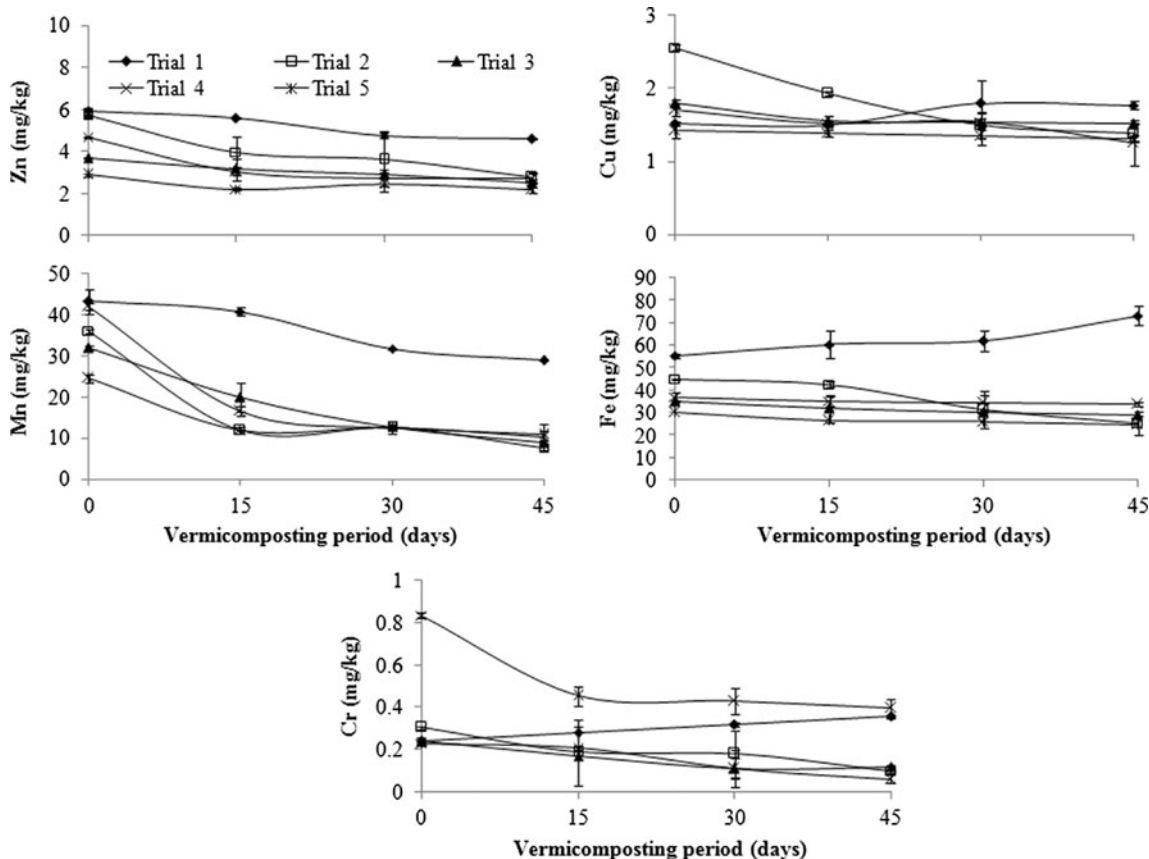 10
8
6
4
2
0
Zn (mg/kg)
Trial 1 Trial 2 Trial 3
Trial 4 Trial 5
3
2
1
0
Cu (mg/kg)
50
40
30
20
10
0
Mn (mg/kg)
0 15 30 45
Vermicomposting period (days)
90
80
70
60
50
40
30
20
10
0
Fe (mg/kg)
0 15 30 45
Vermicomposting period (days)
1
0.8
0.6
0.4
0.2
0
Cr (mg/kg)
0 15 30 45
Vermicomposting period (days)